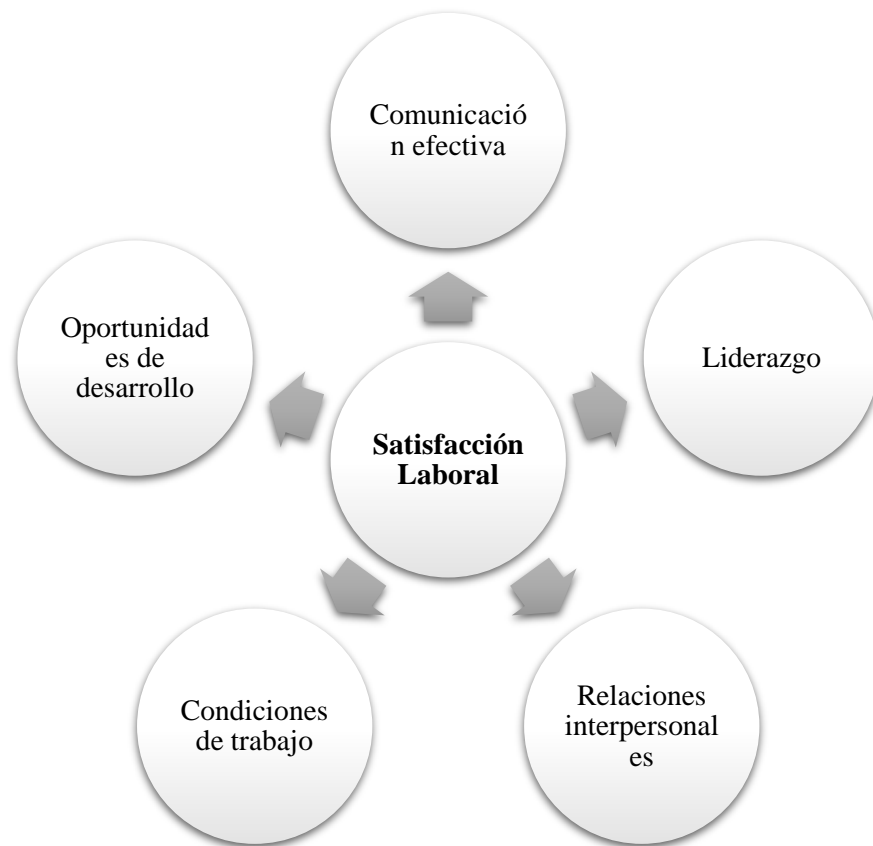 Comunicació
n efectiva
Oportunidad
es de
desarrollo
Liderazgo
Satisfacción
Laboral
Condiciones
de trabajo
Relaciones
interpersonal
es